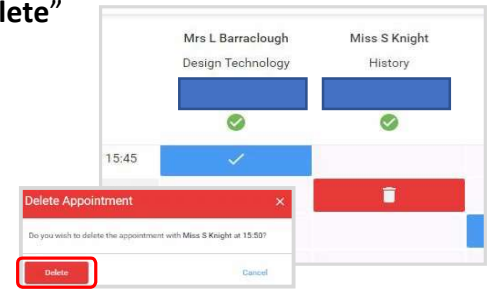 lete”
Mrs L Barraclough Miss S Knight
Design Technology History
15:45
Delete Appointment ×
Do you wish to delete the appointment with Miss S Knight at 15:50?
Delete Cancel